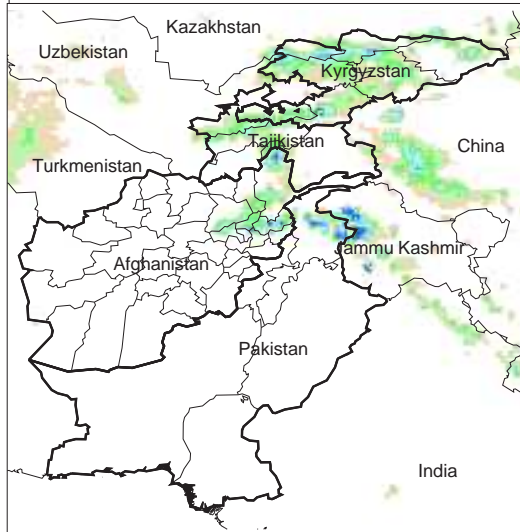 Kazakhstan
Uzbekistan
Kyrgyzstan
Tajikistan
China
Turkmenistan
Jammu Kashmir
Afghanistan
Pakistan
India